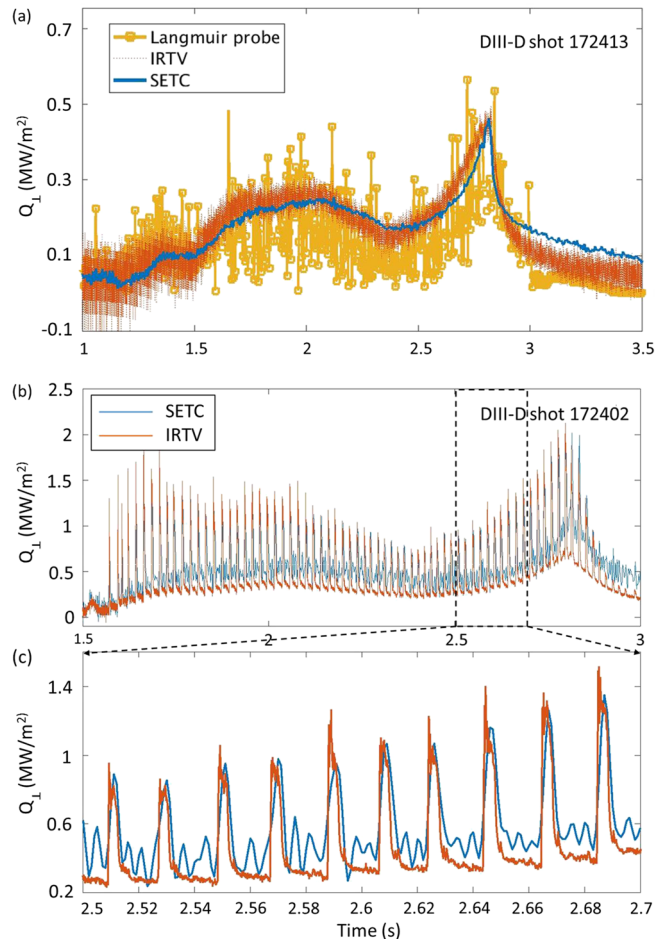 (a)
Langmuir probe
IRTV
SETC
DIII-D shot 172413
0.7
0.5
0.3
0.1
-0.1
Q⊥ (MW/m²)
1 1.5 2 2.5 3 3.5
(b)
SETC
IRTV
DIII-D shot 172402
2.5
2
1.5
1
0.5
0
Q⊥ (MW/m²)
1.5 2 2.5 3
(c)
1.4
1
0.6
0.2
Q⊥ (MW/m²)
2.5 2.52 2.54 2.56 2.58 2.6 2.62 2.64 2.66 2.68 2.7
Time (s)